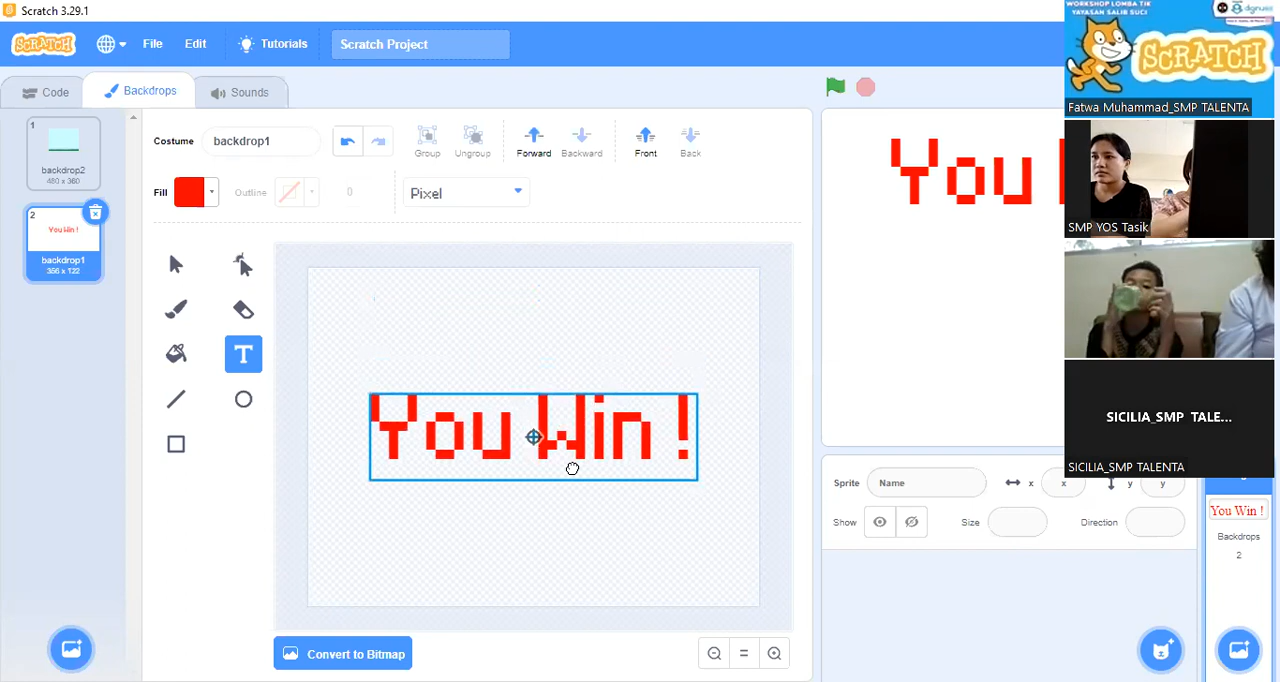 Scratch 3.29.1
SCRATCH
File
Edit
Tutorials
Scratch Project
Code
Backdrops
Sounds
Costume
backdrop1
Group
Ungroup
Forward
Backward
Front
Back
Fill
Outline
0
Pixel
1
backdrop2
480 x 360
2
You Win !
backdrop1
356 x 122
T
You Win !
Convert to Bitmap
You
Sprite
Name
x
x
y
y
Show
Size
Direction
You Win !
Backdrops
2
WORKSHOP LOMBA TIK
YAYASAN SALIB SUCI
SCRATCH
Fatwa Muhammad_SMP TALENTA
SMP YOS Tasik
SICILIA_SMP TALE...
SICILIA_SMP TALENTA